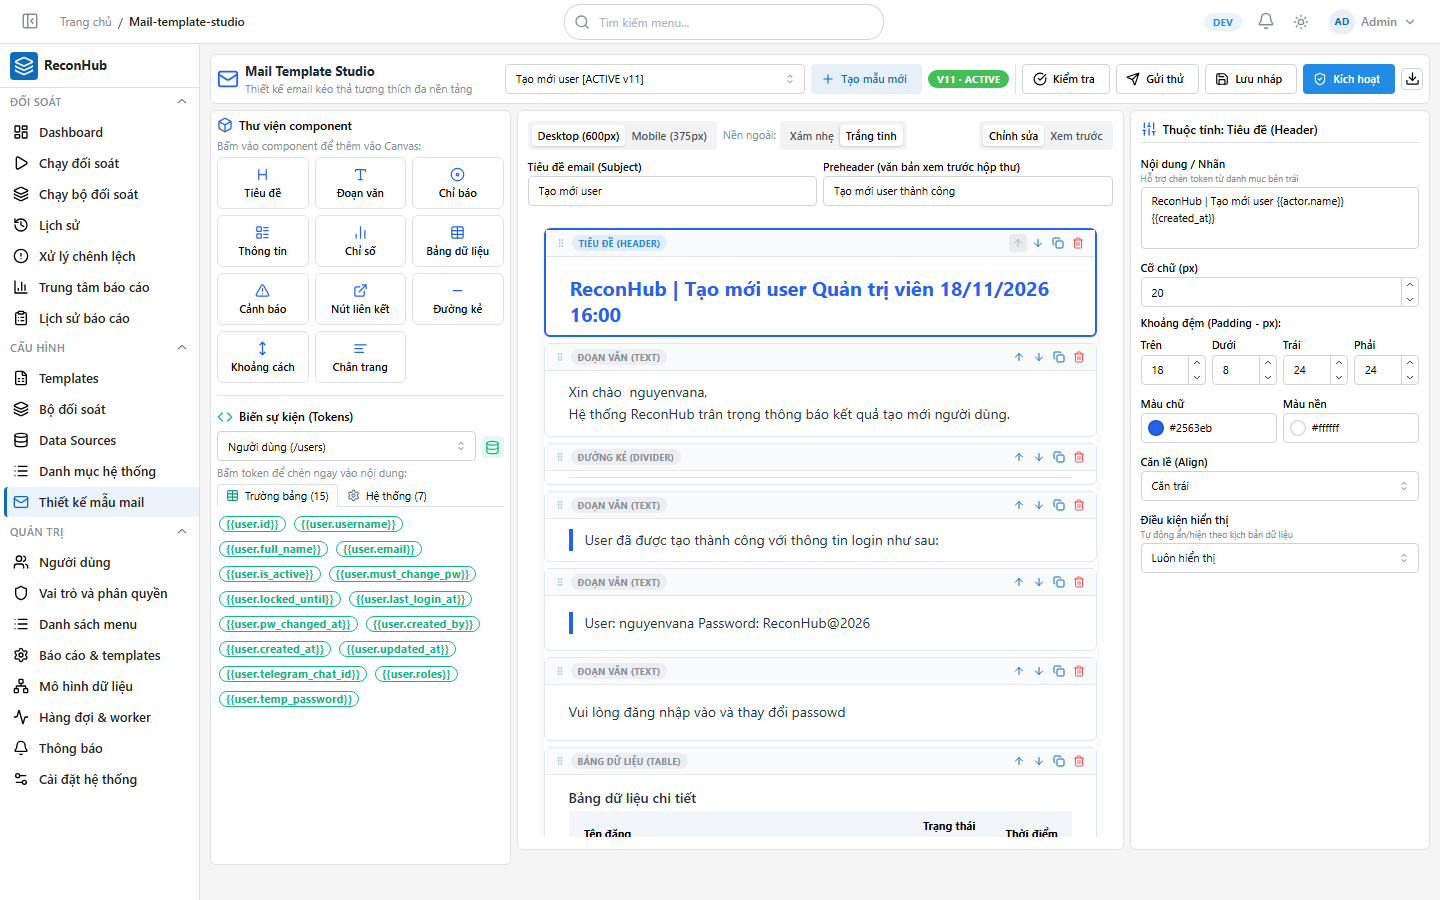 Trang chủ / Mail-template-studio
Tìm kiếm menu...
DEV
AD Admin
ReconHub
ĐỐI SOÁT
Dashboard
Chạy đối soát
Chạy bộ đối soát
Lịch sử
Xử lý chênh lệch
Trung tâm báo cáo
Lịch sử báo cáo
CẤU HÌNH
Templates
Bộ đối soát
Data Sources
Danh mục hệ thống
Thiết kế mẫu mail
QUẢN TRỊ
Người dùng
Vai trò và phân quyền
Danh sách menu
Báo cáo & templates
Mô hình dữ liệu
Hàng đợi & worker
Thông báo
Cài đặt hệ thống
Mail Template Studio
Thiết kế email kéo thả tương thích đa nền tảng
Tạo mới user [ACTIVE v11]
Tạo mẫu mới
V11 - ACTIVE
Kiểm tra
Gửi thử
Lưu nháp
Kích hoạt
Thư viện component
Bấm vào component để thêm vào Canvas:
Tiêu đề
Đoạn văn
Chỉ báo
Thông tin
Chỉ số
Bảng dữ liệu
Cảnh báo
Nút liên kết
Đường kẻ
Khoảng cách
Chân trang
Biến sự kiện (Tokens)
Người dùng (/users)
Bấm token để chèn ngay vào nội dung:
Trường bảng (15)
Hệ thống (7)
{{user.id}} {{user.username}}
{{user.full_name}} {{user.email}}
{{user.is_active}} {{user.must_change_pw}}
{{user.locked_until}} {{user.last_login_at}}
{{user.pw_changed_at}} {{user.created_by}}
{{user.created_at}} {{user.updated_at}}
{{user.telegram_chat_id}} {{user.roles}}
{{user.temp_password}}
Desktop (600px) Mobile (375px)
Nền ngoài: Xám nhẹ Trắng tinh
Chỉnh sửa Xem trước
Tiêu đề email (Subject)
Tạo mới user
Preheader (văn bản xem trước hộp thư)
Tạo mới user thành công
TIÊU ĐỀ (HEADER)
ReconHub | Tạo mới user Quản trị viên 18/11/2026
16:00
ĐOẠN VĂN (TEXT)
Xin chào nguyenvana,
Hệ thống ReconHub trân trọng thông báo kết quả tạo mới người dùng.
ĐƯỜNG KẺ (DIVIDER)
ĐOẠN VĂN (TEXT)
User đã được tạo thành công với thông tin login như sau:
ĐOẠN VĂN (TEXT)
User: nguyenvana Password: ReconHub@2026
ĐOẠN VĂN (TEXT)
Vui lòng đăng nhập vào và thay đổi passowd
BẢNG DỮ LIỆU (TABLE)
Bảng dữ liệu chi tiết
Tên đăng
Trạng thái
Thời điểm
Thuộc tính: Tiêu đề (Header)
Nội dung / Nhãn
Hỗ trợ chèn token từ danh mục bên trái
ReconHub | Tạo mới user {{actor.name}}
{{created_at}}
Cỡ chữ (px)
20
Khoảng đệm (Padding - px):
Trên Dưới Trái Phải
18 8 24 24
Màu chữ Màu nền
#2563eb #ffffff
Căn lề (Align)
Căn trái
Điều kiện hiển thị
Tự động ẩn/hiện theo kịch bản dữ liệu
Luôn hiển thị